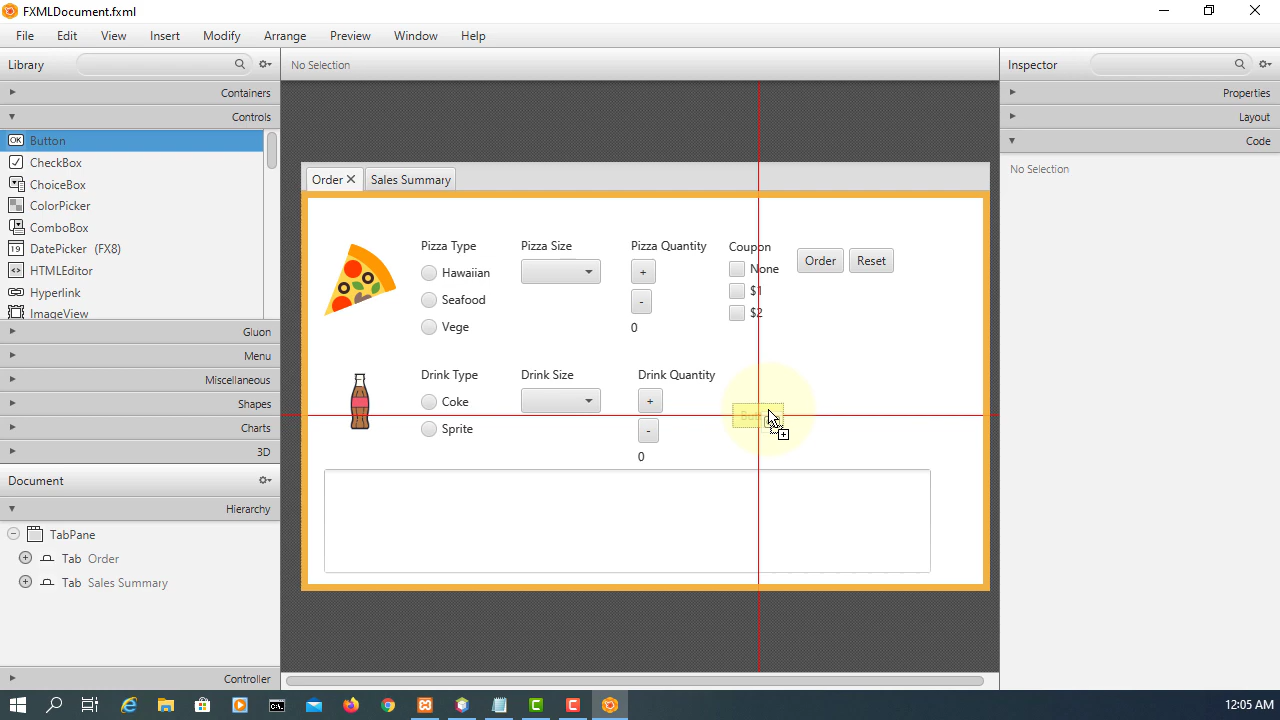 FXMLDocument.fxml
File Edit View Insert Modify Arrange Preview Window Help
Library
No Selection
Inspector
Containers
Controls
OK Button
CheckBox
ChoiceBox
ColorPicker
ComboBox
19 DatePicker (FX8)
HTMLEditor
Hyperlink
ImageView
Gluon
Menu
Miscellaneous
Shapes
Charts
3D
Document
Hierarchy
TabPane
Tab Order
Tab Sales Summary
Controller
Order Sales Summary
Pizza Type Pizza Size Pizza Quantity Coupon
Hawaiian + None Order Reset
Seafood - $1
Vege 0 $2
Drink Type Drink Size Drink Quantity
Coke +
Sprite -
0
Properties
Layout
Code
No Selection
12:05 AM